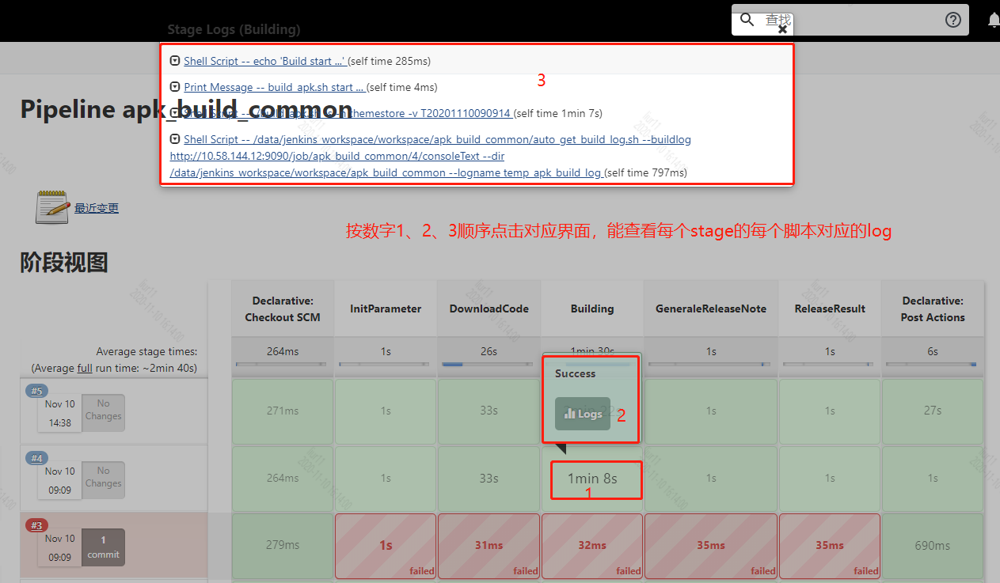 Stage Logs (Building)
查找
Shell Script -- echo 'Build start ...' (self time 285ms)
Print Message -- build_apk.sh start ... (self time 4ms)
3
Pipeline apk_build_common
themestore -v T20201110090914 (self time 1min 7s)
Shell Script -- /data/jenkins_workspace/workspace/apk_build_common/auto_get_build_log.sh --buildlog
http://10.58.144.12:9090/job/apk_build_common/4/consoleText --dir
/data/jenkins_workspace/workspace/apk_build_common --logname temp_apk_build_log (self time 797ms)
最近变更
按数字1、2、3顺序点击对应界面，能查看每个stage的每个脚本对应的log
阶段视图
Declarative: Checkout SCM InitParameter DownloadCode Building GeneraleReleaseNote ReleaseResult Declarative: Post Actions
Average stage times: 264ms 1s 26s 1min 30s 1s 1s 6s
(Average full run time: ~2min 40s)
Success
Logs 2
#5
Nov 10 14:38 No Changes 271ms 1s 33s 1s 1s 27s
#4
Nov 10 09:09 No Changes 264ms 1s 33s 1min 8s 1s 1s 1s
1
#3
Nov 10 09:09 1 commit 279ms 1s 31ms 32ms 35ms 35ms 690ms
failed failed failed failed failed